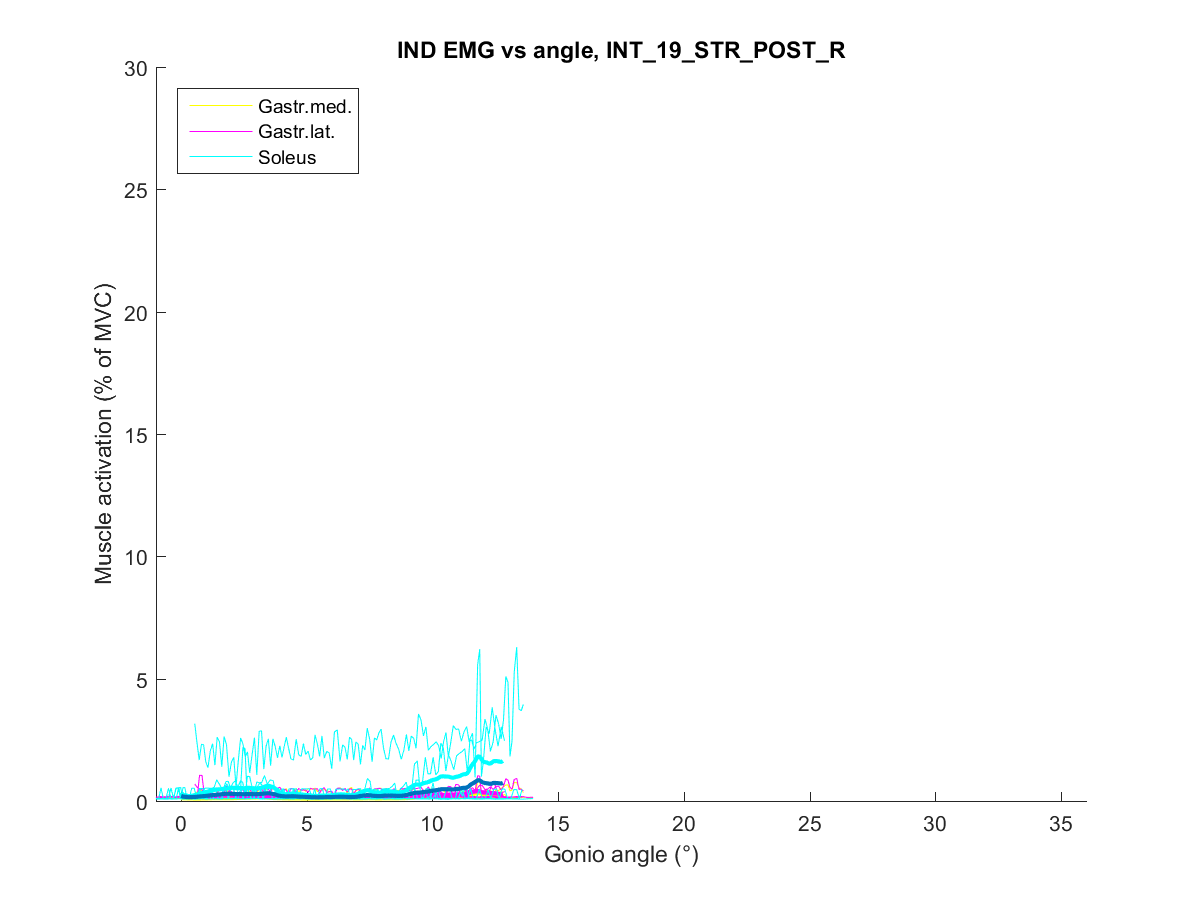 IND EMG vs angle, INT_19_STR_POST_R
30
25
20
15
10
5
0
Muscle activation (% of MVC)
Gastr.med.
Gastr.lat.
Soleus
0 5 10 15 20 25 30 35
Gonio angle (°)